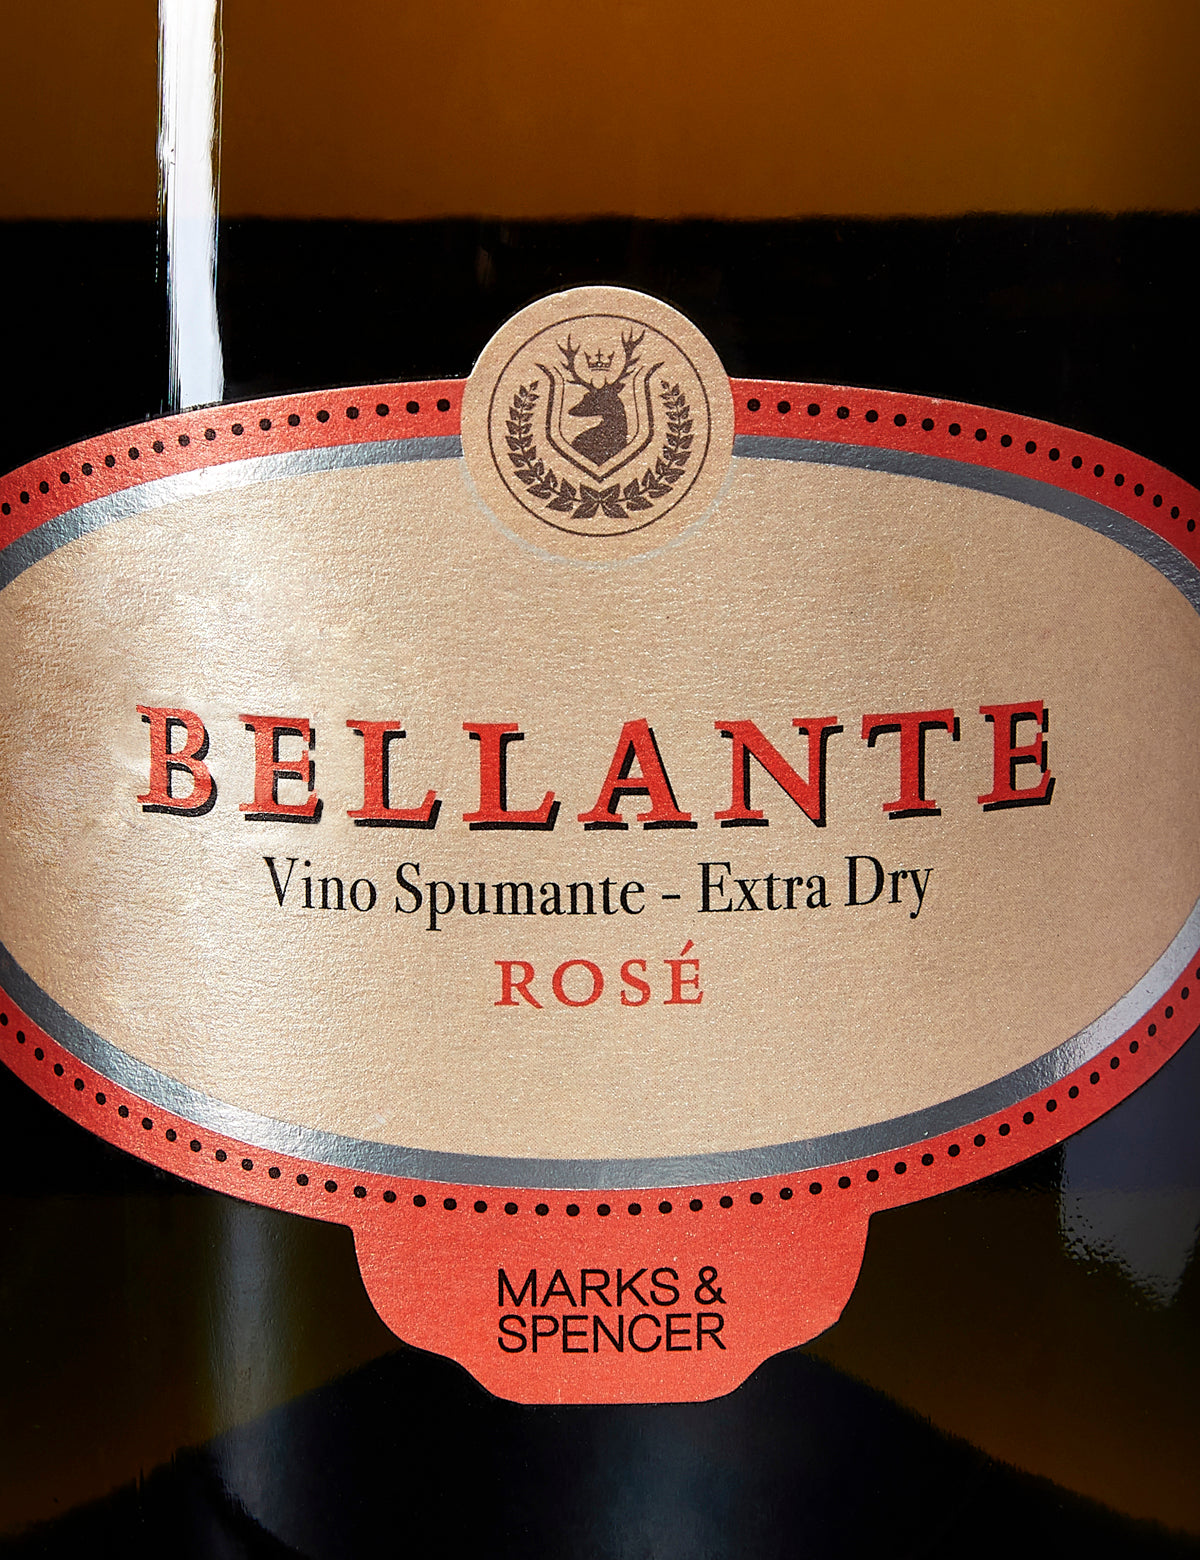 BELLANTE
Vino Spumante - Extra Dry
ROSÉ
MARKS &
SPENCER